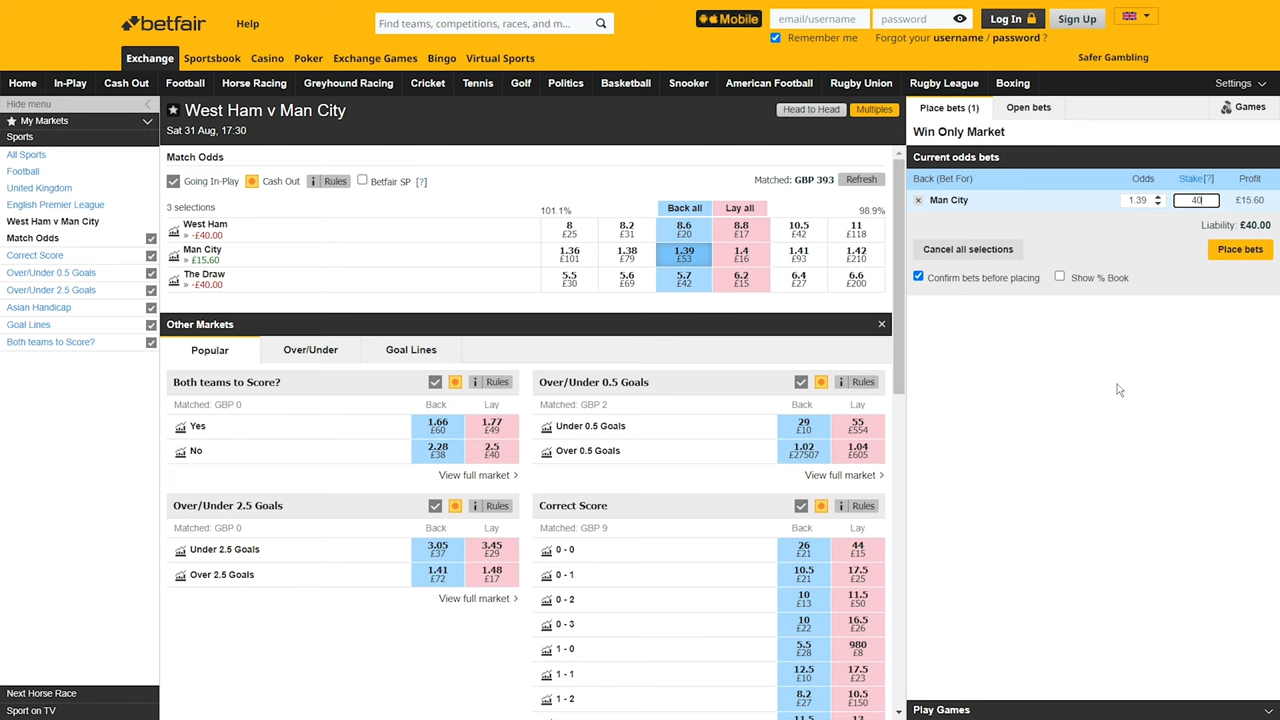 betfair
Help
Find teams, competitions, races, and m...
Mobile
email/username
password
Log In
Sign Up
Remember me
Forgot your username / password ?
Exchange
Sportsbook
Casino
Poker
Exchange Games
Bingo
Virtual Sports
Safer Gambling
Home
In-Play
Cash Out
Football
Horse Racing
Greyhound Racing
Cricket
Tennis
Golf
Politics
Basketball
Snooker
American Football
Rugby Union
Rugby League
Boxing
Settings
Hide menu
My Markets
Sports
All Sports
Football
United Kingdom
English Premier League
West Ham v Man City
Match Odds
Correct Score
Over/Under 0.5 Goals
Over/Under 2.5 Goals
Asian Handicap
Goal Lines
Both teams to Score?
Next Horse Race
Sport on TV
West Ham v Man City
Head to Head
Multiples
Sat 31 Aug, 17:30
Match Odds
Going In-Play
Cash Out
Rules
Betfair SP [?]
Matched: GBP 393
Refresh
3 selections
101.1%
Back all
Lay all
98.9%
West Ham
» -£40.00
8 8.2 8.6 8.8 10.5 11
£25 £31 £20 £17 £42 £118
Man City
» £15.60
1.36 1.38 1.39 1.4 1.41 1.42
£101 £79 £53 £16 £93 £210
The Draw
» -£40.00
5.5 5.6 5.7 6.2 6.4 6.6
£30 £69 £42 £15 £27 £200
Other Markets
×
Popular
Over/Under
Goal Lines
Both teams to Score?
Rules
Matched: GBP 0
Back
Lay
Yes
1.66 1.77
£60 £49
No
2.28 2.5
£38 £40
View full market >
Over/Under 0.5 Goals
Rules
Matched: GBP 2
Back
Lay
Under 0.5 Goals
29 55
£10 £554
Over 0.5 Goals
1.02 1.04
£27507 £605
View full market >
Over/Under 2.5 Goals
Rules
Matched: GBP 0
Back
Lay
Under 2.5 Goals
3.05 3.45
£37 £29
Over 2.5 Goals
1.41 1.48
£72 £17
View full market >
Correct Score
Rules
Matched: GBP 9
Back
Lay
0 - 0
26 44
£21 £15
0 - 1
10.5 17.5
£21 £25
0 - 2
10 11.5
£13 £50
0 - 3
10 16.5
£22 £26
1 - 0
5.5 980
£28 £8
1 - 1
12.5 17.5
£10 £23
1 - 2
8.2 10.5
£27 £150
11.5 13
Place bets (1)
Open bets
Games
Win Only Market
Current odds bets
Back (Bet For)
Odds
Stake[?]
Profit
Man City
1.39
40
£15.60
Liability: £40.00
Cancel all selections
Place bets
Confirm bets before placing
Show % Book
Play Games